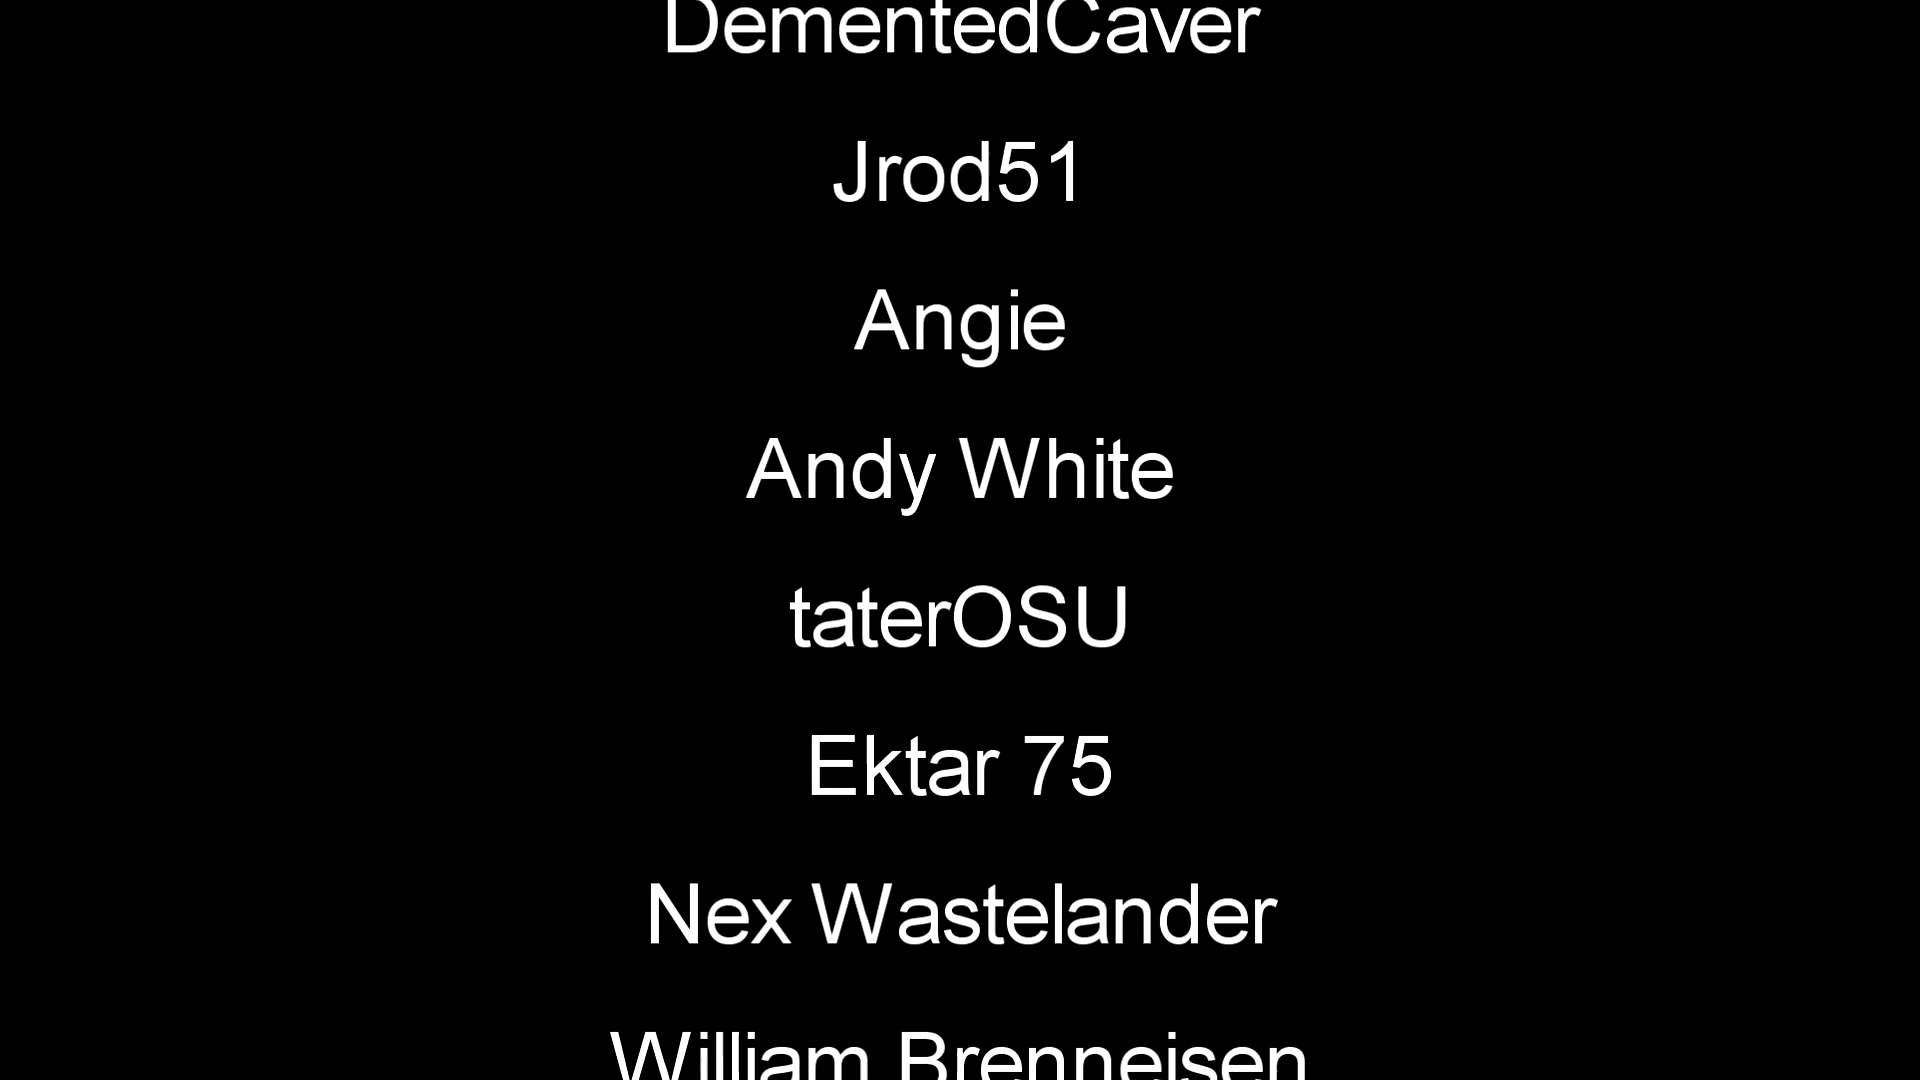 DementedCaver
Jrod51
Angie
Andy White
taterOSU
Ektar 75
Nex Wastelander
William Brenneisen